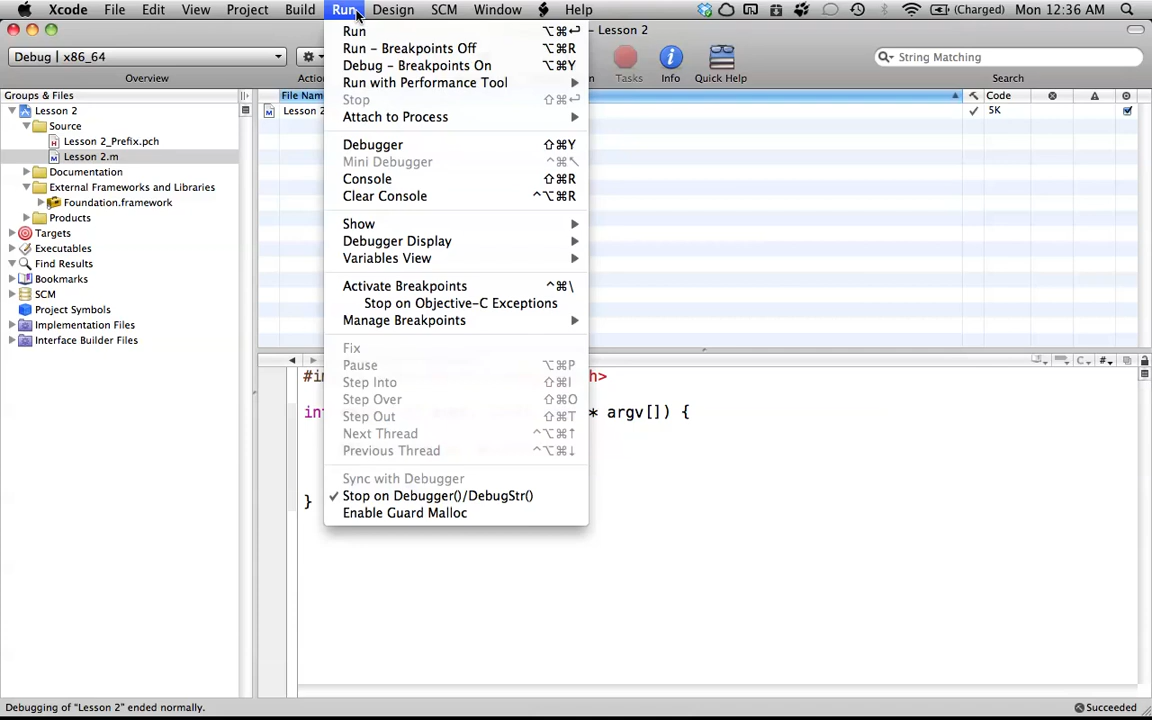 Xcode File Edit View Project Build Run Design SCM Window Help (Charged) Mon 12:36 AM
– Lesson 2
Debug | x86_64
Overview
Tasks Info Quick Help
String Matching
Search
Groups & Files
Lesson 2
Source
Lesson 2_Prefix.pch
Lesson 2.m
Documentation
External Frameworks and Libraries
Foundation.framework
Products
Targets
Executables
Find Results
Bookmarks
SCM
Project Symbols
Implementation Files
Interface Builder Files
Run ⌥⌘↩
Run – Breakpoints Off ⌥⌘R
Debug – Breakpoints On ⌥⌘Y
Run with Performance Tool
Stop ⇧⌘↩
Attach to Process
Debugger ⇧⌘Y
Mini Debugger ^⌘↖
Console ⇧⌘R
Clear Console ^⌥⌘R
Show
Debugger Display
Variables View
Activate Breakpoints ^⌘\
Stop on Objective-C Exceptions
Manage Breakpoints
Fix
Pause ⌥⌘P
Step Into ⇧⌘I
Step Over ⇧⌘O
Step Out ⇧⌘T
Next Thread ^⌥⌘↑
Previous Thread ^⌥⌘↓
Sync with Debugger
✓ Stop on Debugger()/DebugStr()
Enable Guard Malloc
Code
5K
h>
* argv[]) {
}
Debugging of "Lesson 2" ended normally.
Succeeded